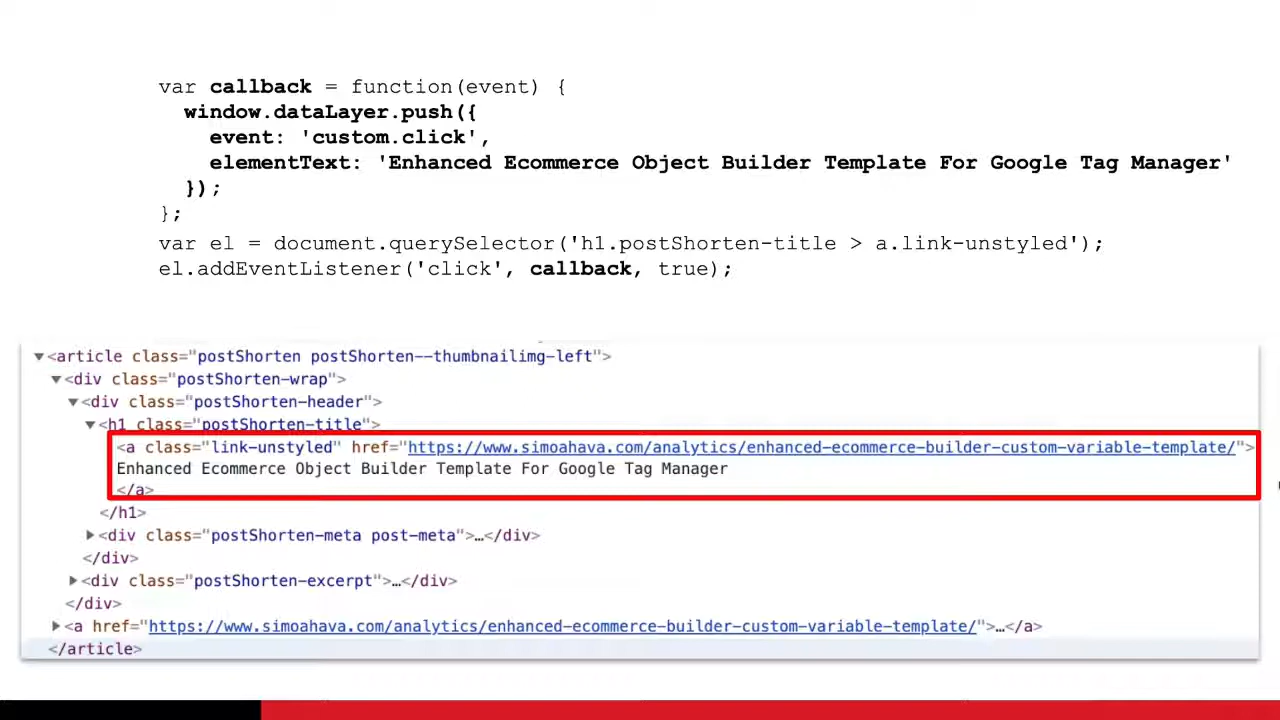 var callback = function(event) {
window.dataLayer.push({
event: 'custom.click',
elementText: 'Enhanced Ecommerce Object Builder Template For Google Tag Manager'
});
};
var el = document.querySelector('h1.postShorten-title > a.link-unstyled');
el.addEventListener('click', callback, true);
▼<article class="postShorten postShorten--thumbnailimg-left">
▼<div class="postShorten-wrap">
▼<div class="postShorten-header">
▼<h1 class="postShorten-title">
<a class="link-unstyled" href="https://www.simoahava.com/analytics/enhanced-ecommerce-builder-custom-variable-template/">
Enhanced Ecommerce Object Builder Template For Google Tag Manager
</a>
</h1>
▶<div class="postShorten-meta post-meta">…</div>
</div>
▶<div class="postShorten-excerpt">…</div>
</div>
▶<a href="https://www.simoahava.com/analytics/enhanced-ecommerce-builder-custom-variable-template/">…</a>
</article>